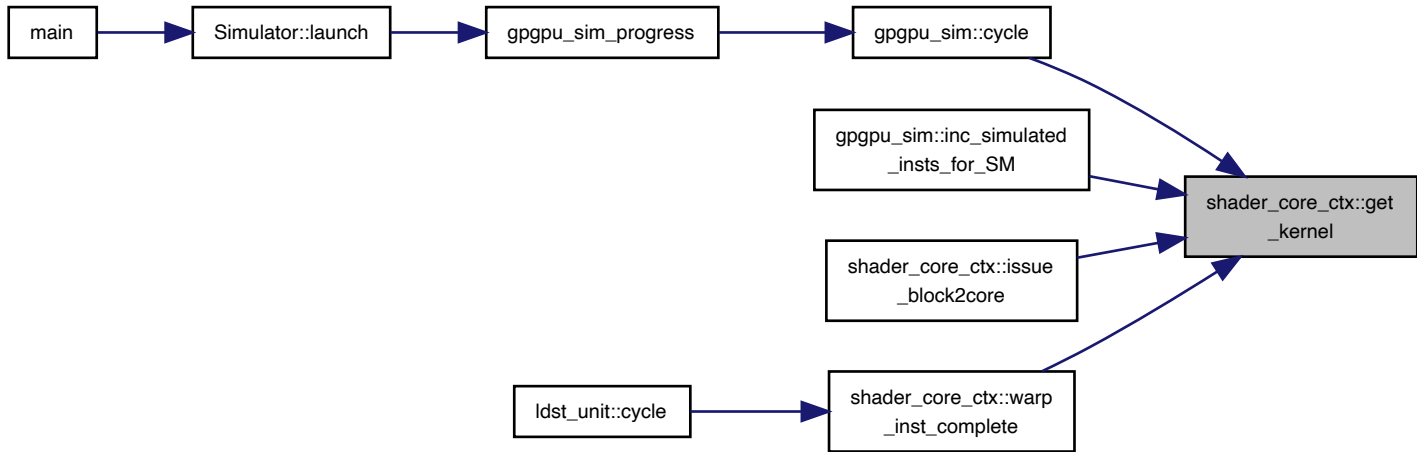 main
Simulator::launch
gpgpu_sim_progress
gpgpu_sim::cycle
gpgpu_sim::inc_simulated
_insts_for_SM
shader_core_ctx::get
_kernel
shader_core_ctx::issue
_block2core
ldst_unit::cycle
shader_core_ctx::warp
_inst_complete